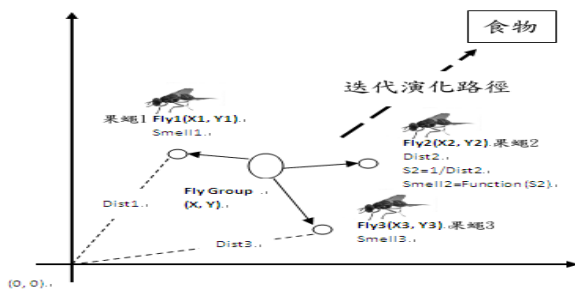 食物
迭代演化路徑
果蠅1 Fly1(X1, Y1).
Smell1.
Fly2(X2, Y2).果蠅2
Dist2.
S2=1/Dist2.
Smell2=Function(S2).
Fly Group.
(X, Y).
Dist1.
Fly3(X3, Y3).果蠅3
Smell3.
Dist3.
(0, 0).